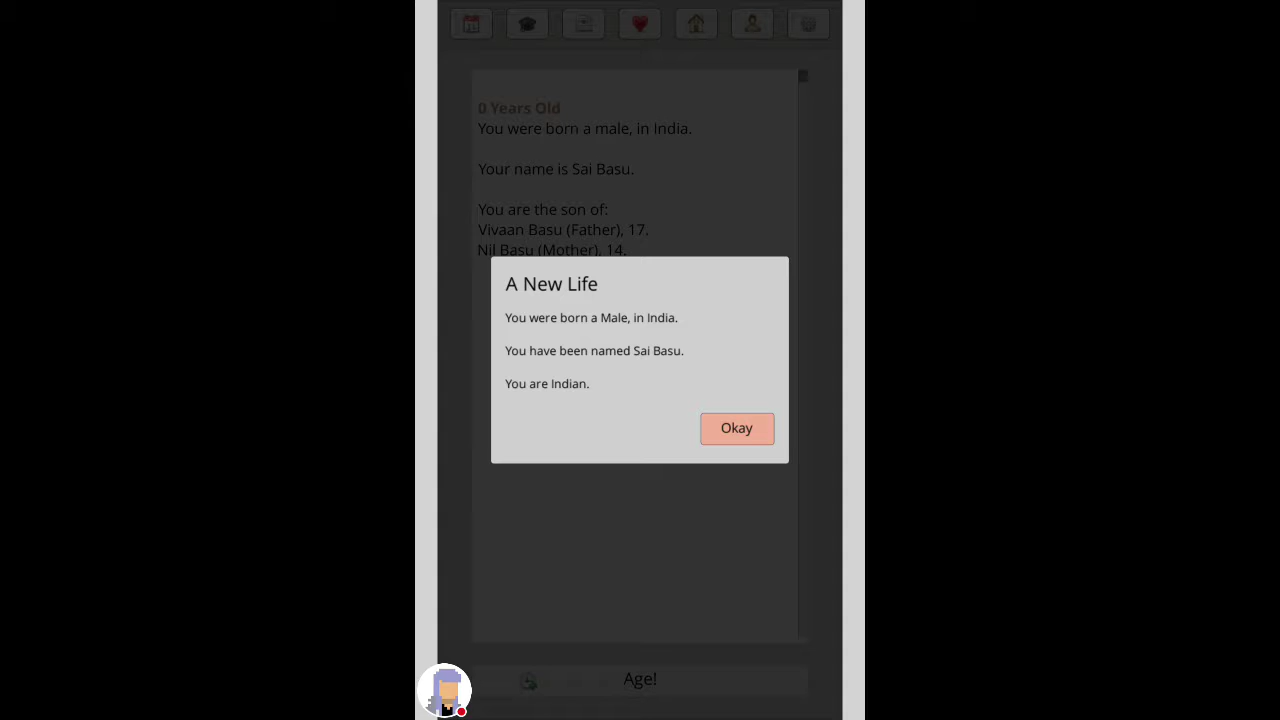 0 Years Old
You were born a male, in India.
Your name is Sai Basu.
You are the son of:
Vivaan Basu (Father), 17.
Nil Basu (Mother), 14.
A New Life
You were born a Male, in India.
You have been named Sai Basu.
You are Indian.
Okay
Age!